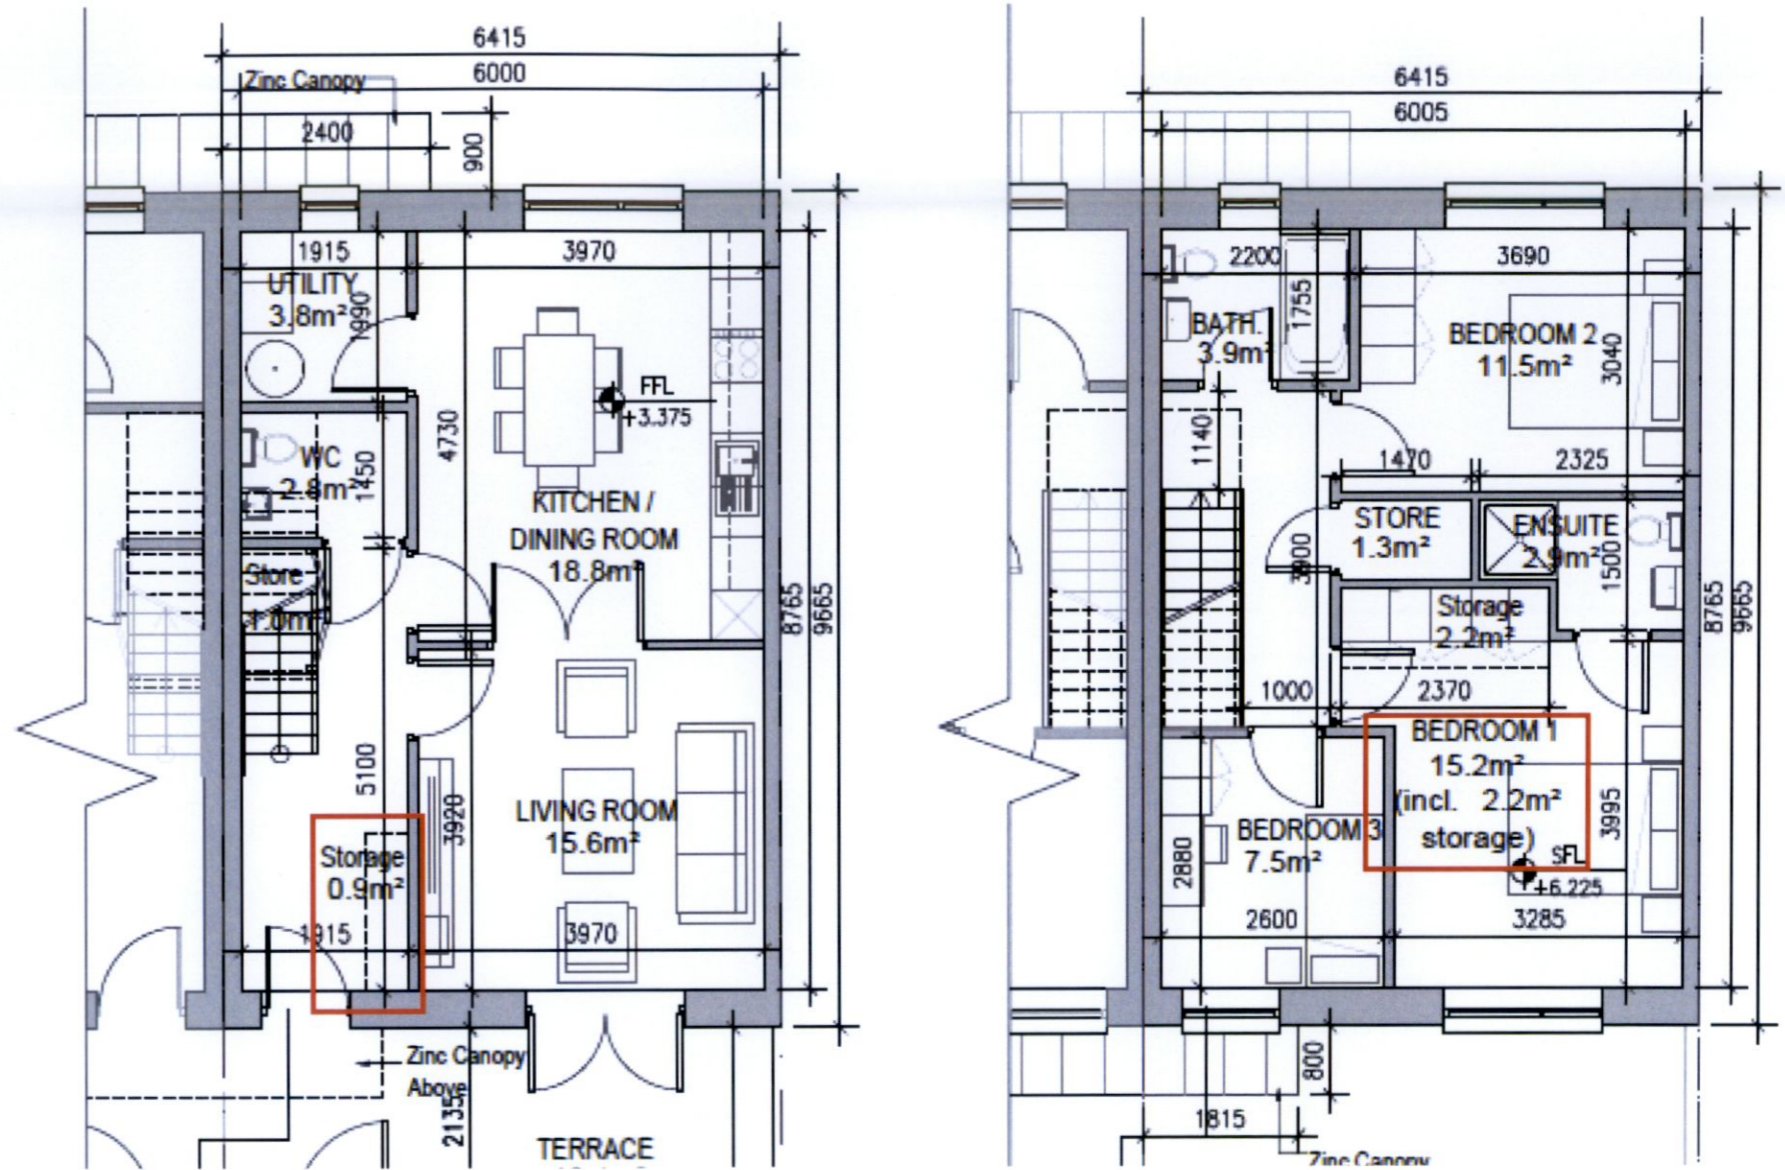 6415
6000
Zinc Canopy
2400
900
1915
3970
UTILITY
3.8m²
1990
FFL
+3.375
4730
WC
2.8m²
1450
KITCHEN /
DINING ROOM
18.8m²
Store
1.0m²
8765
9665
5100
3920
LIVING ROOM
15.6m²
Storage
0.9m²
1915
3970
Zinc Canopy
Above
2135
TERRACE
6415
6005
2200
3690
1755
BATH.
3.9m²
BEDROOM 2
11.5m²
3040
1140
1470
2325
STORE
1.3m²
ENSUITE
2.9m²
3900
1500
Storage
2.2m²
8765
9665
1000
2370
BEDROOM 1
15.2m²
(incl. 2.2m²
storage)
3995
BEDROOM 3
7.5m²
2880
SFL
+6.225
2600
3285
800
1815
Zinc Canopy